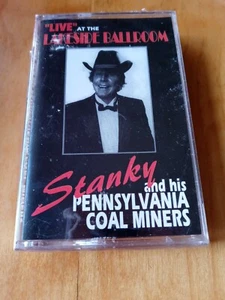 "LIVE" AT THE
LAKESIDE BALLROOM
Stanky
and his
PENNSYLVANIA
COAL MINERS